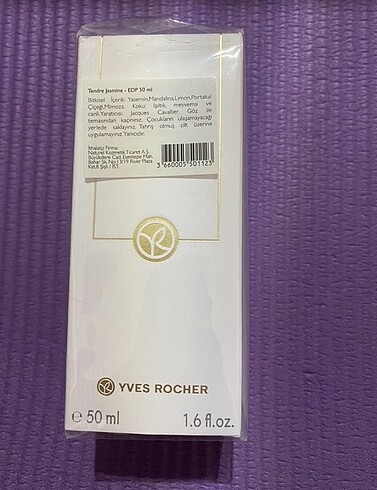 Tendre Jasmine - EDP 50 ml
Bitkisel İçerik: Yasemin,Mandalina,Limon,Portakal
Çiçeği,Mimoza. Koku: Işıltılı, meyvemsi ve
canlı.Yaratıcısı: Jacques Cavallier. Göz ile
temasından kaçınınız. Çocukların ulaşamayacağı
yerlerde saklayınız. Tahriş olmuş cilt üzerine
uygulamayınız. Yanıcıdır.
İthalatçı Firma:
Naturel Kozmetik Ticaret A.Ş.
Büyükdere Cad. Esentepe Mah.
Bahar Sk. No:13/19 River Plaza
Kat.8 Şişli / İST.
3 660005 501123
YVES ROCHER
e 50 ml 1.6 fl.oz.